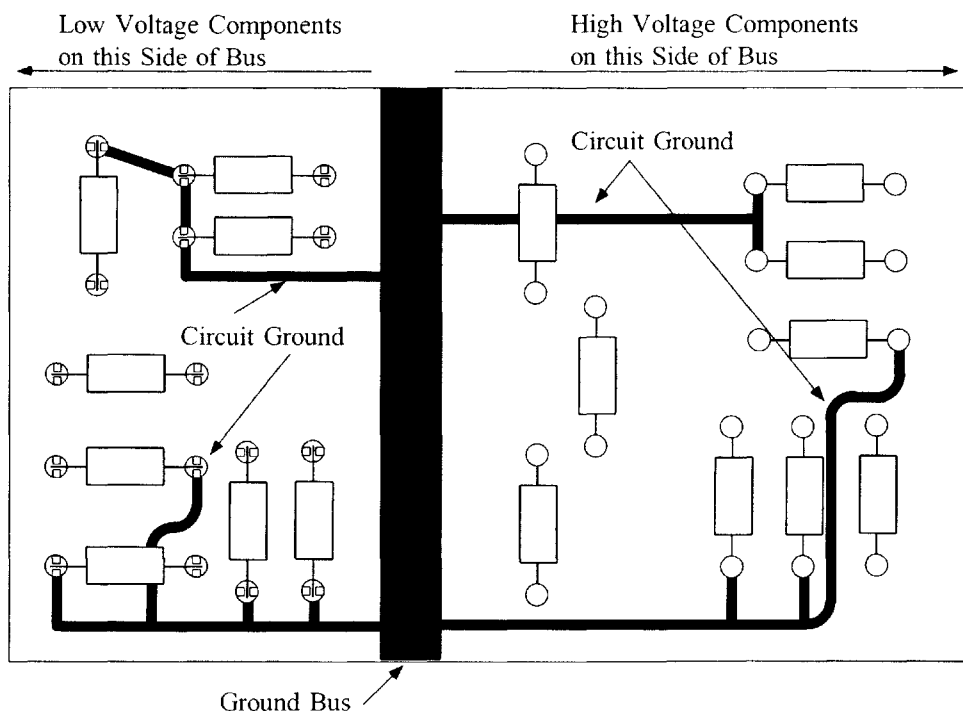 Low Voltage Components
on this Side of Bus
High Voltage Components
on this Side of Bus
Circuit Ground
Circuit Ground
Ground Bus